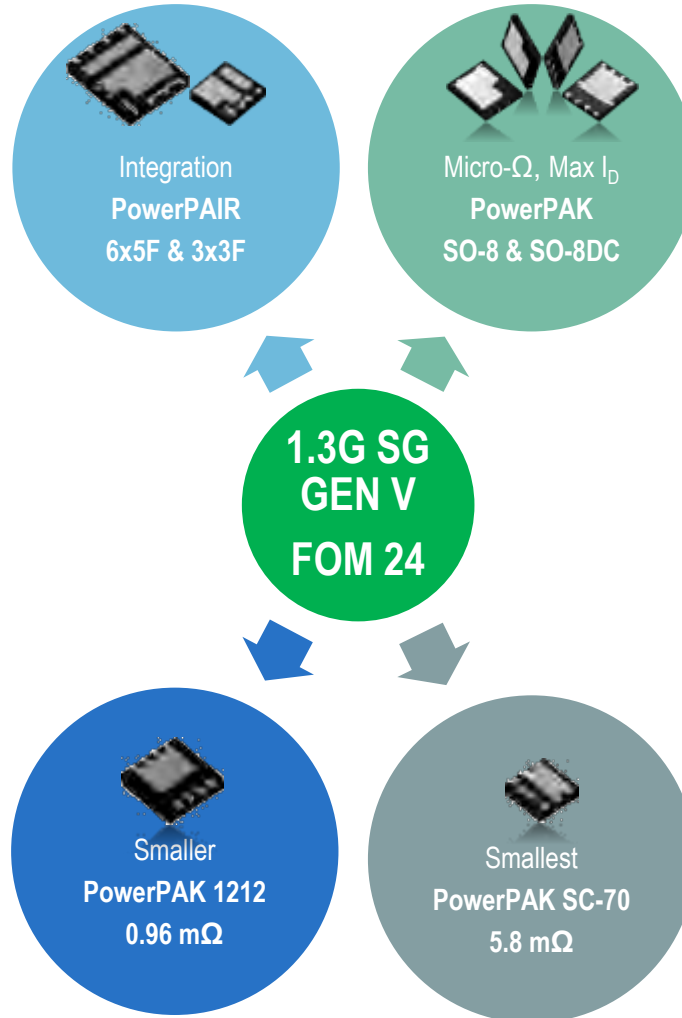 Integration
PowerPAIR
6x5F & 3x3F
Micro-Ω, Max I_D
PowerPAK
SO-8 & SO-8DC
1.3G SG
GEN V
FOM 24
Smaller
PowerPAK 1212
0.96 mΩ
Smallest
PowerPAK SC-70
5.8 mΩ